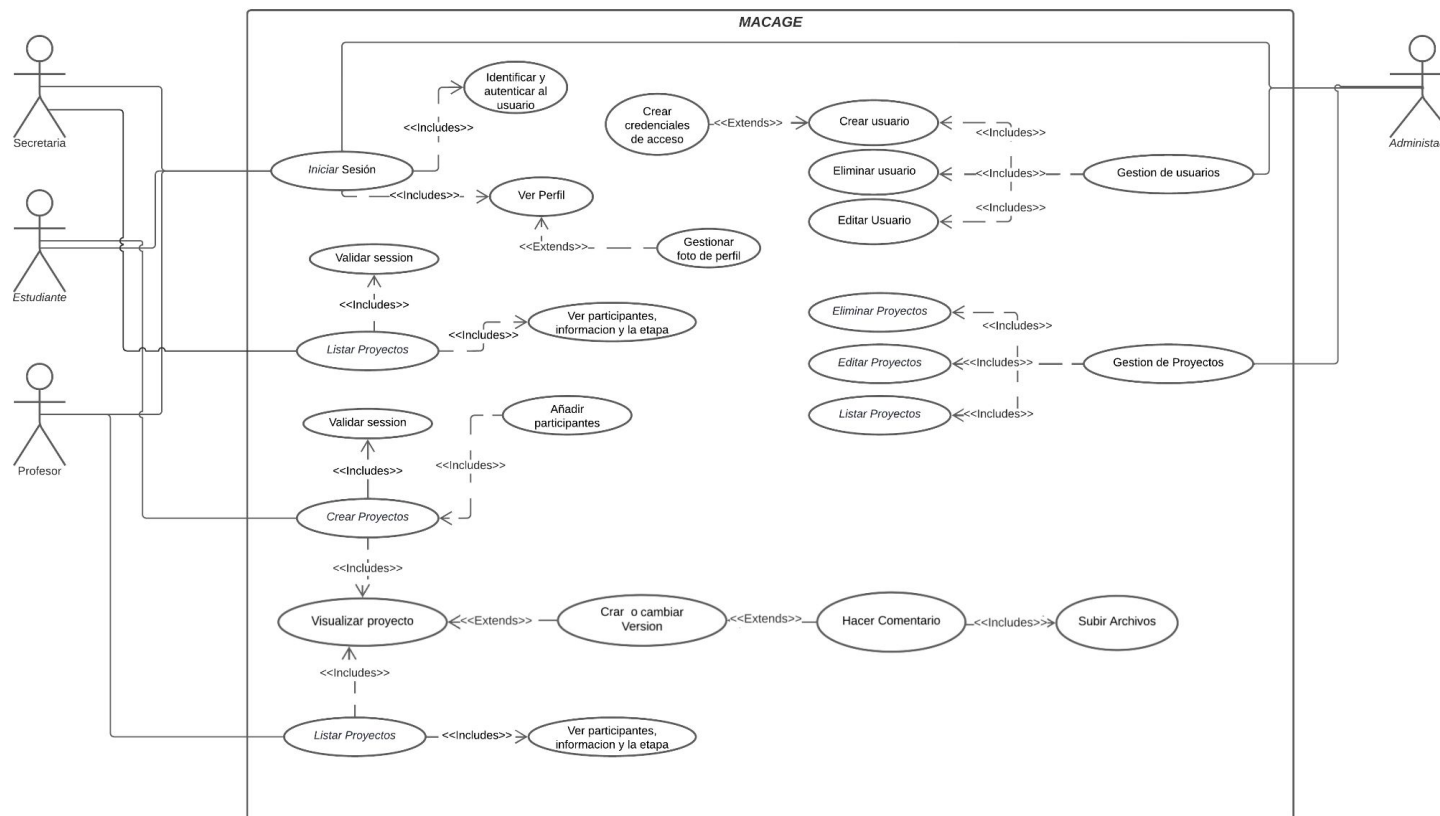 MACAGE
Secretaria
Estudiante
Profesor
Administad
Identificar y
autenticar al
usuario
<<Includes>>
Iniciar Sesión
<<Includes>>
Ver Perfil
<<Extends>>
Gestionar
foto de perfil
Crear
credenciales
de acceso
<<Extends>>
Crear usuario
<<Includes>>
Eliminar usuario
<<Includes>>
Gestion de usuarios
<<Includes>>
Editar Usuario
Validar session
<<Includes>>
Listar Proyectos
<<Includes>>
Ver participantes,
informacion y la etapa
Eliminar Proyectos
<<Includes>>
Editar Proyectos
<<Includes>>
Gestion de Proyectos
Listar Proyectos
<<Includes>>
Validar session
<<Includes>>
Añadir
participantes
<<Includes>>
Crear Proyectos
<<Includes>>
Visualizar proyecto
<<Extends>>
Crar o cambiar
Version
<<Extends>>
Hacer Comentario
<<Includes>>
Subir Archivos
<<Includes>>
Listar Proyectos
<<Includes>>
Ver participantes,
informacion y la etapa